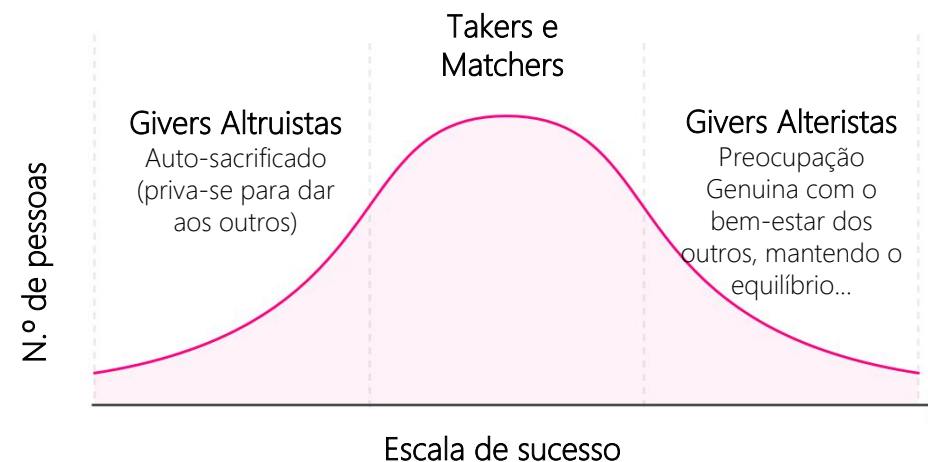 Takers e
Matchers
Givers Altruistas
Auto-sacrificado
(priva-se para dar
aos outros)
Givers Alteristas
Preocupação
Genuina com o
bem-estar dos
outros, mantendo o
equilíbrio...
N.º de pessoas
Escala de sucesso